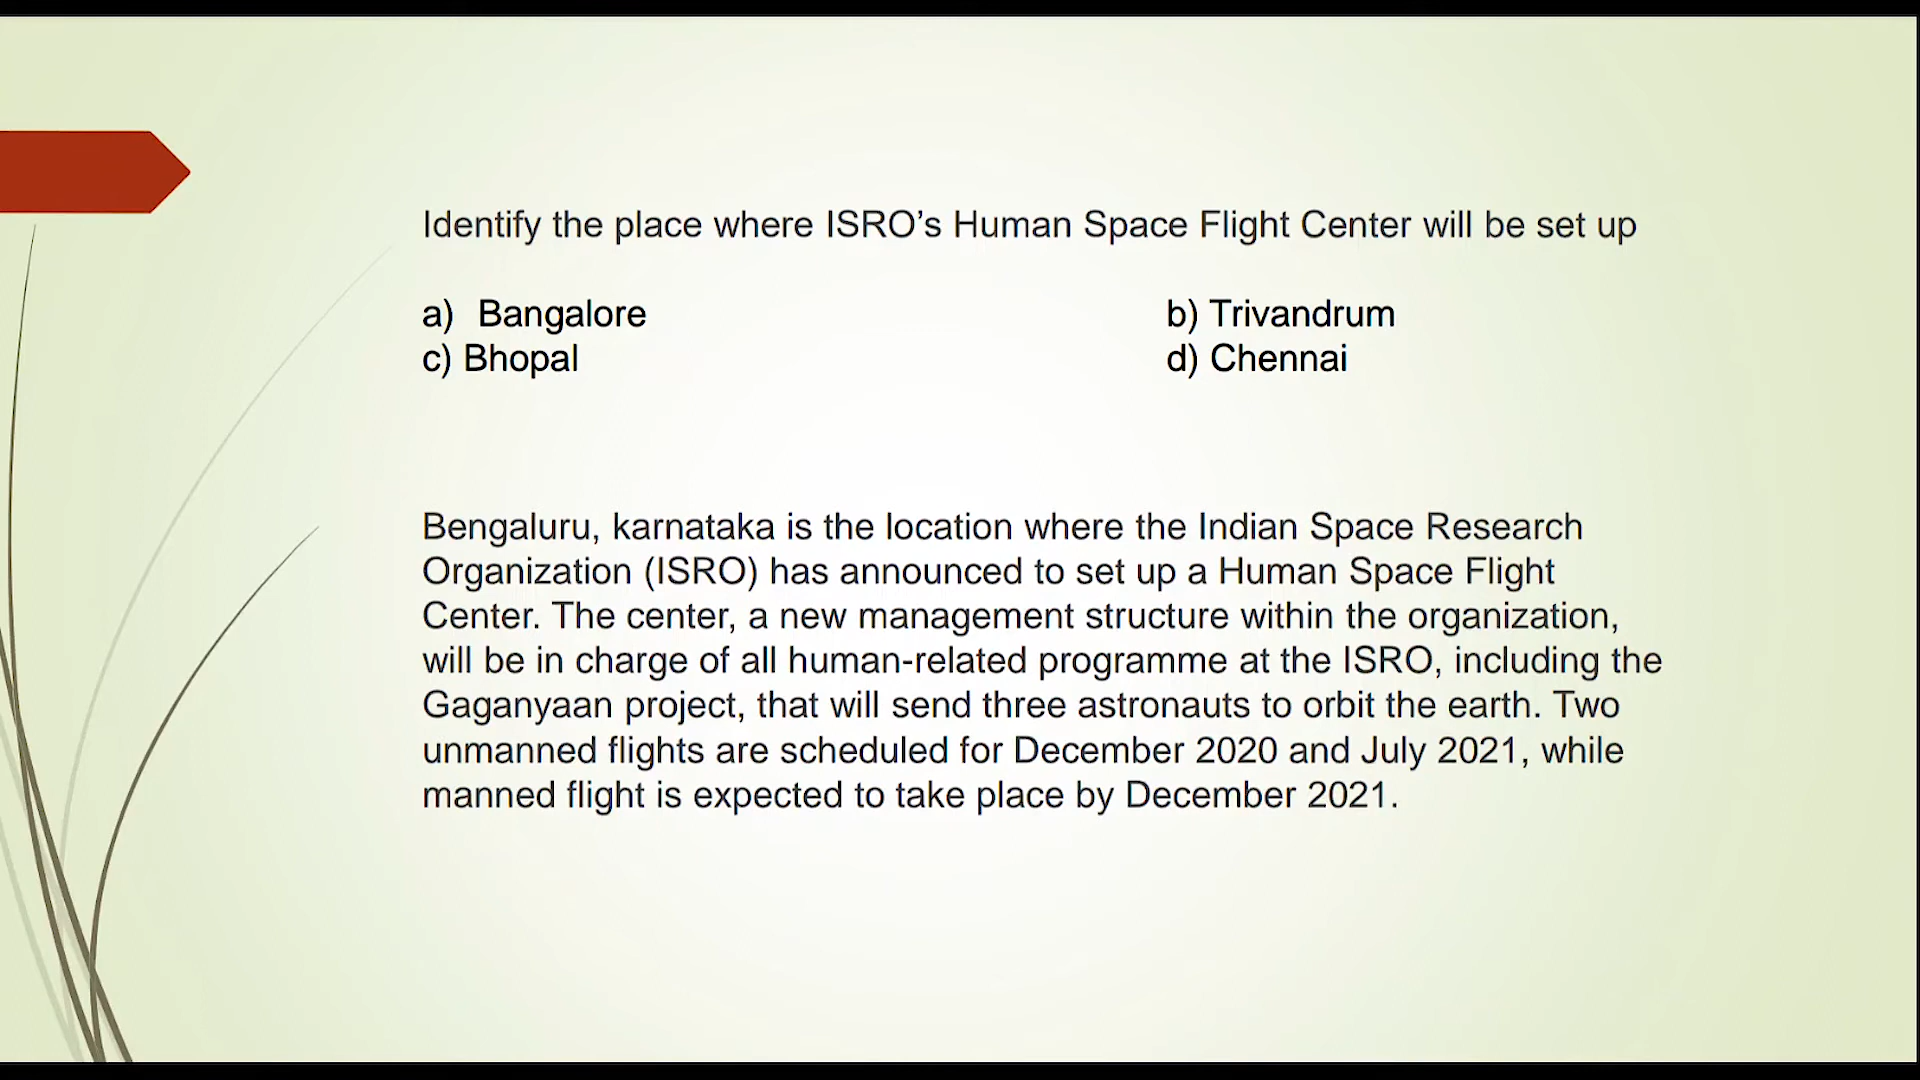 Identify the place where ISRO’s Human Space Flight Center will be set up
a) Bangalore b) Trivandrum
c) Bhopal d) Chennai
Bengaluru, karnataka is the location where the Indian Space Research
Organization (ISRO) has announced to set up a Human Space Flight
Center. The center, a new management structure within the organization,
will be in charge of all human-related programme at the ISRO, including the
Gaganyaan project, that will send three astronauts to orbit the earth. Two
unmanned flights are scheduled for December 2020 and July 2021, while
manned flight is expected to take place by December 2021.